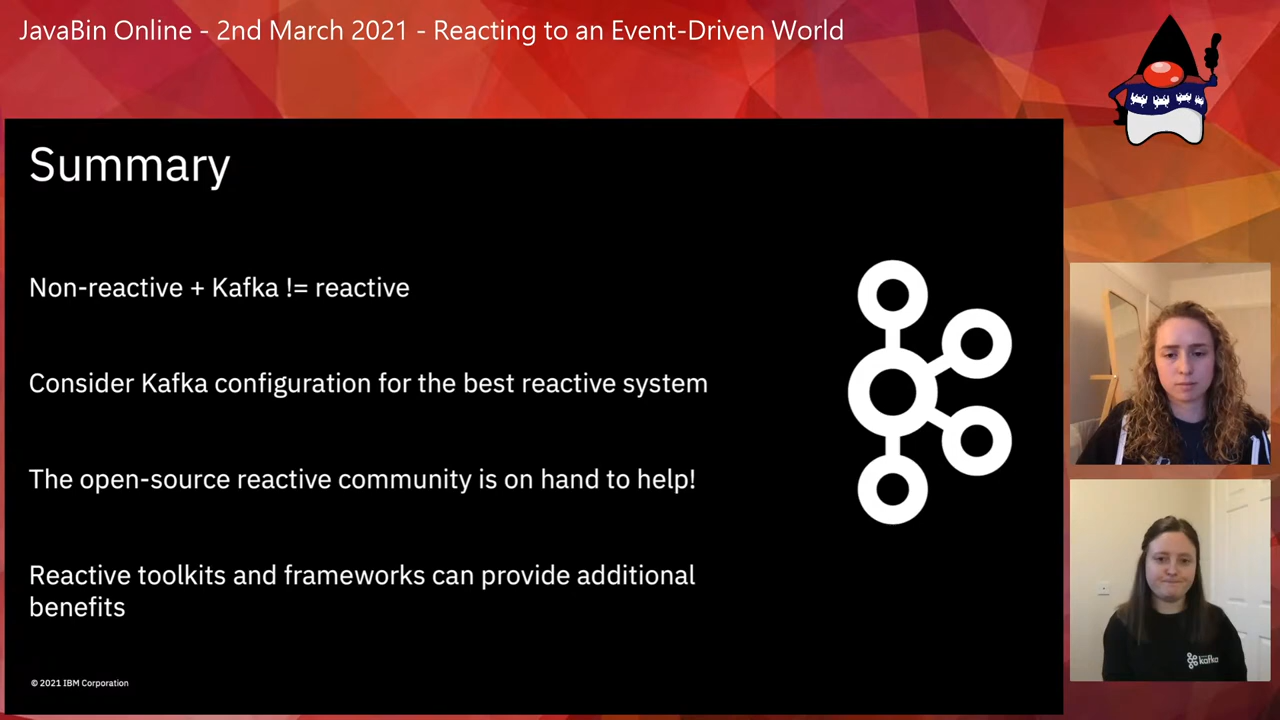 JavaBin Online - 2nd March 2021 - Reacting to an Event-Driven World
Summary
Non-reactive + Kafka != reactive
Consider Kafka configuration for the best reactive system
The open-source reactive community is on hand to help!
Reactive toolkits and frameworks can provide additional
benefits
© 2021 IBM Corporation
kafka